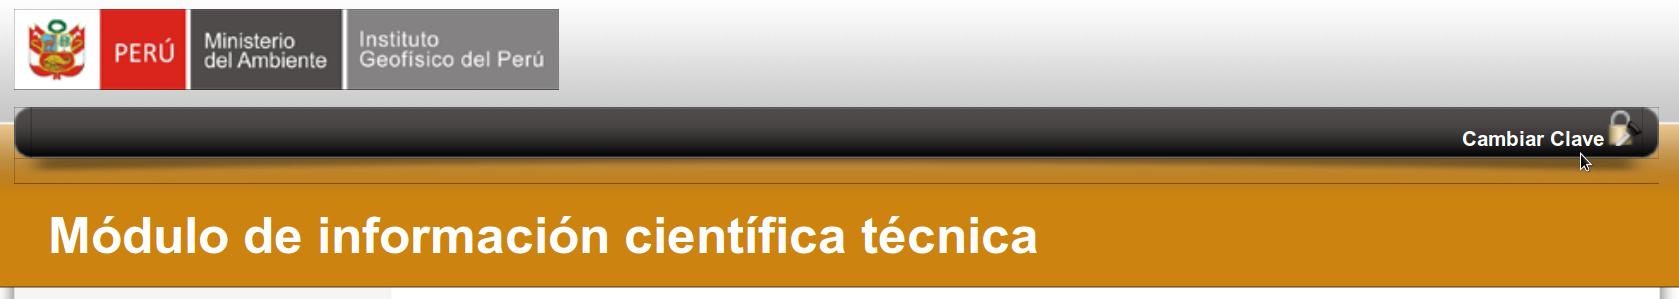 PERÚ
Ministerio
del Ambiente
Instituto
Geofísico del Perú
Cambiar Clave
Módulo de información científica técnica